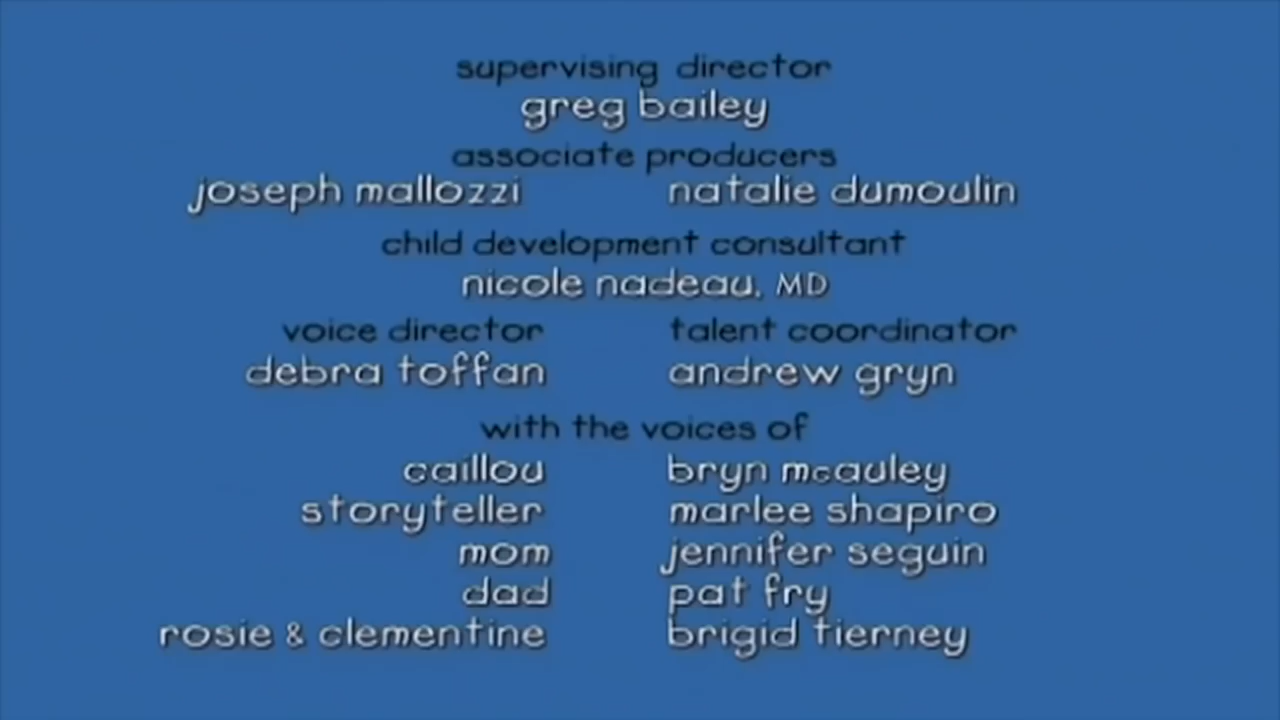 supervising director
greg bailey
associate producers
joseph mallozzi natalie dumoulin
child development consultant
nicole nadeau, MD
voice director talent coordinator
debra toffan andrew gryn
with the voices of
caillou bryn mcauley
storyteller marlee shapiro
mom jennifer seguin
dad pat fry
rosie & clementine brigid tierney